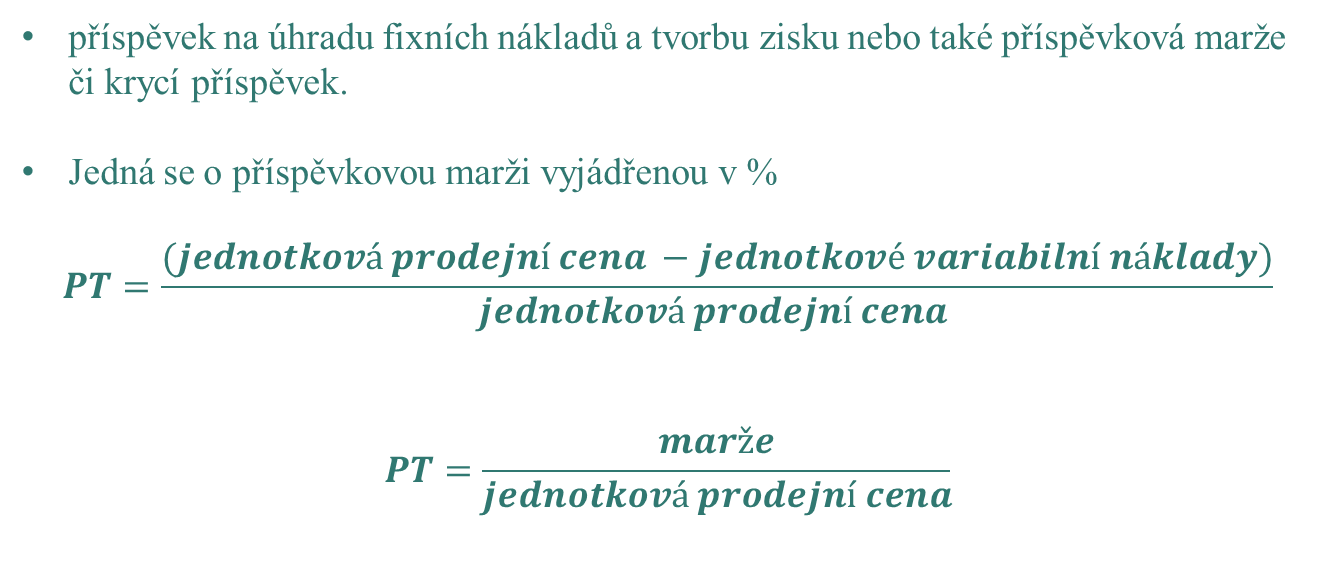 • příspěvek na úhradu fixních nákladů a tvorbu zisku nebo také příspěvková marže
či krycí příspěvek.
• Jedná se o příspěvkovou marži vyjádřenou v %
(jednotková prodejní cena − jednotkové variabilní náklady)
PT =
jednotková prodejní cena
marže
PT =
jednotková prodejní cena